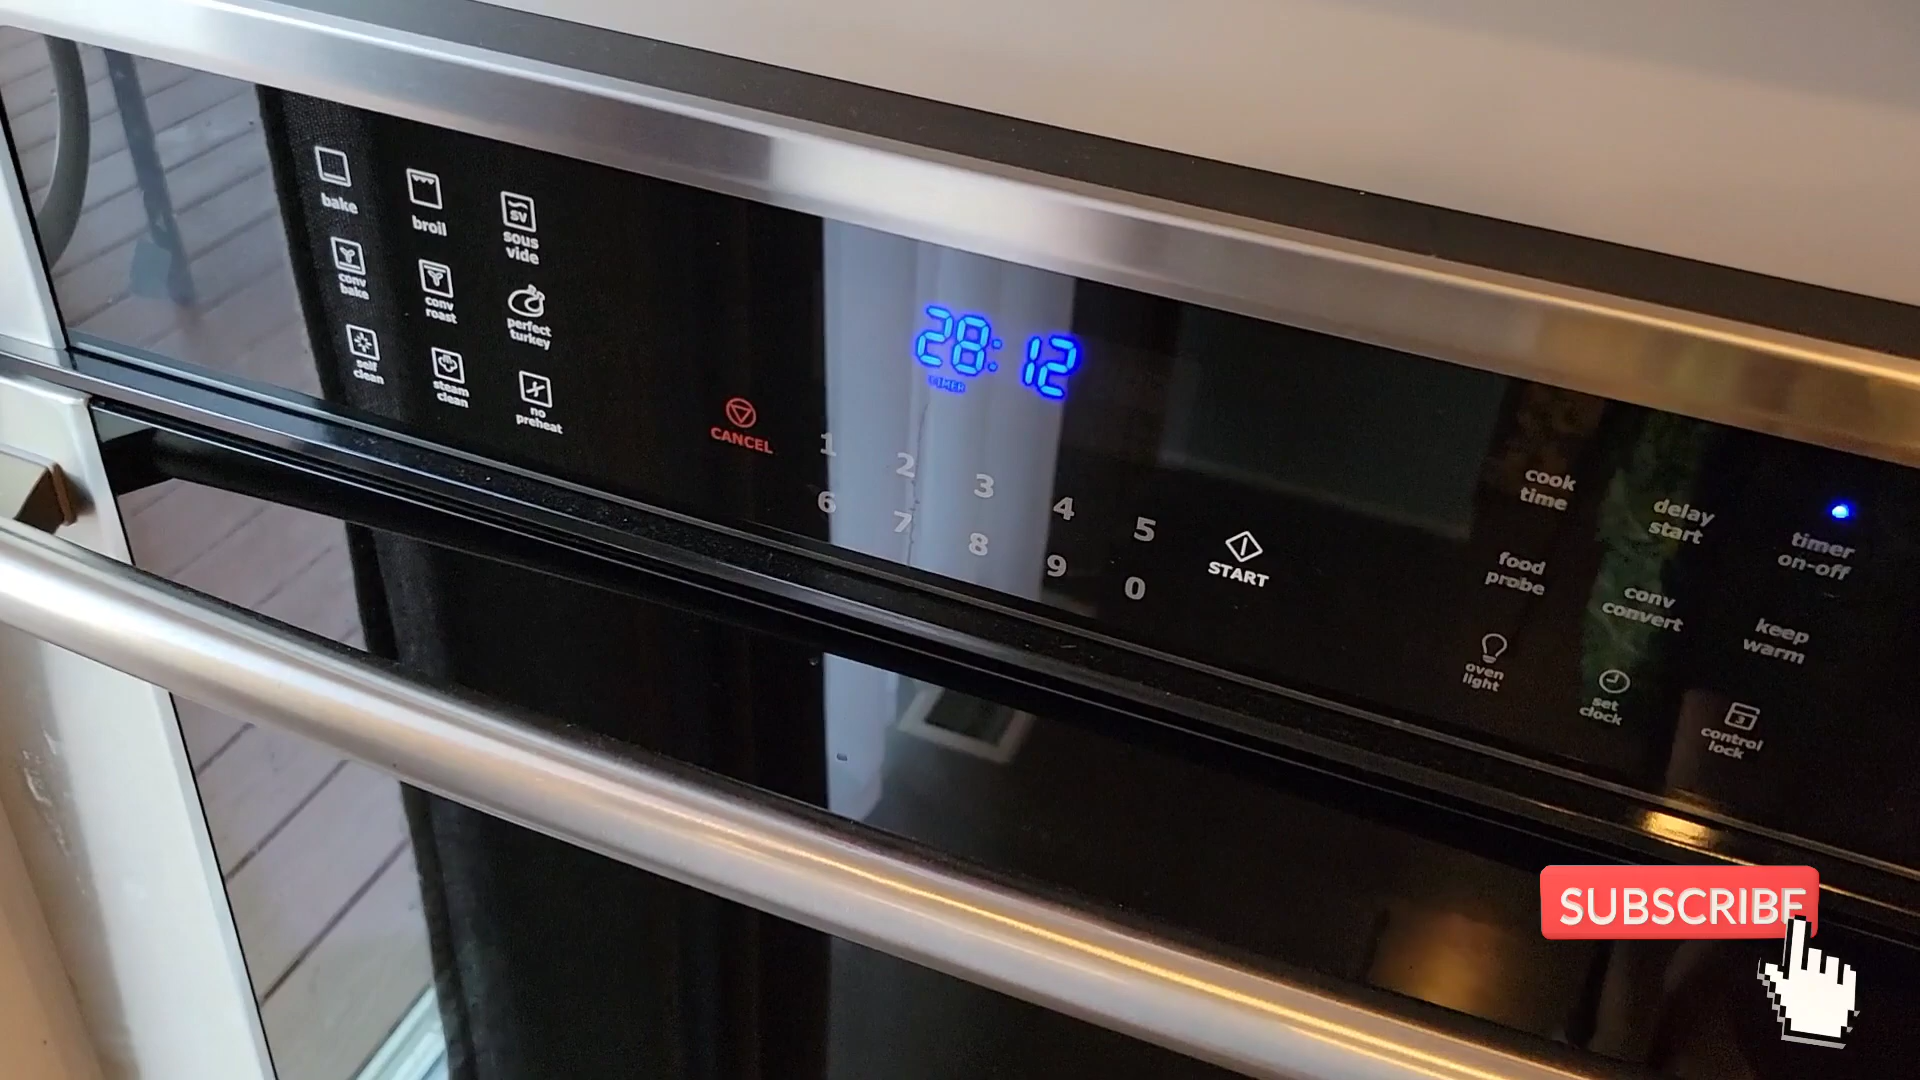 bake
broil
SV
sous
vide
conv
bake
conv
roast
perfect
turkey
self
clean
steam
clean
no
preheat
CANCEL
28:12
TIMER
1 2 3 4 5
6 7 8 9 0
START
cook
time
delay
start
timer
on-off
food
probe
conv
convert
keep
warm
oven
light
set
clock
3
control
lock
SUBSCRIBE